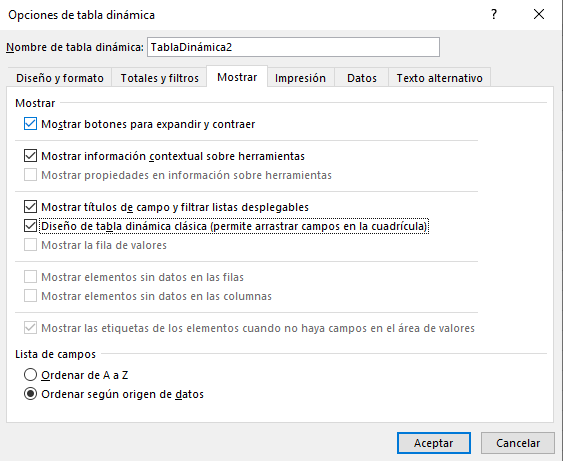 Opciones de tabla dinámica
?
Nombre de tabla dinámica: TablaDinámica2
Diseño y formato Totales y filtros Mostrar Impresión Datos Texto alternativo
Mostrar
Mostrar botones para expandir y contraer
Mostrar información contextual sobre herramientas
Mostrar propiedades en información sobre herramientas
Mostrar títulos de campo y filtrar listas desplegables
Diseño de tabla dinámica clásica (permite arrastrar campos en la cuadrícula)
Mostrar la fila de valores
Mostrar elementos sin datos en las filas
Mostrar elementos sin datos en las columnas
Mostrar las etiquetas de los elementos cuando no haya campos en el área de valores
Lista de campos
Ordenar de A a Z
Ordenar según origen de datos
Aceptar Cancelar